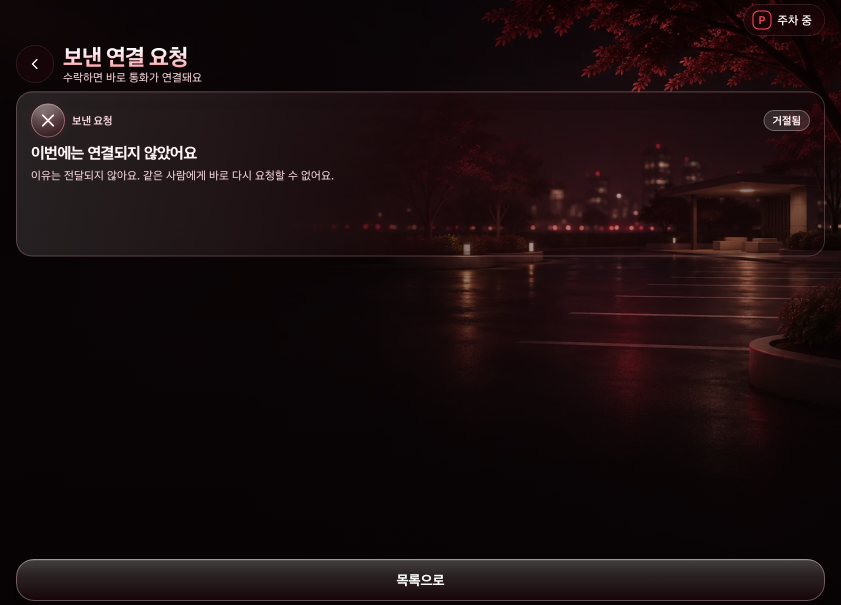 P 주차 중
보낸 연결 요청
수락하면 바로 통화가 연결돼요
보낸 요청
거절됨
이번에는 연결되지 않았어요
이유는 전달되지 않아요. 같은 사람에게 바로 다시 요청할 수 없어요.
목록으로